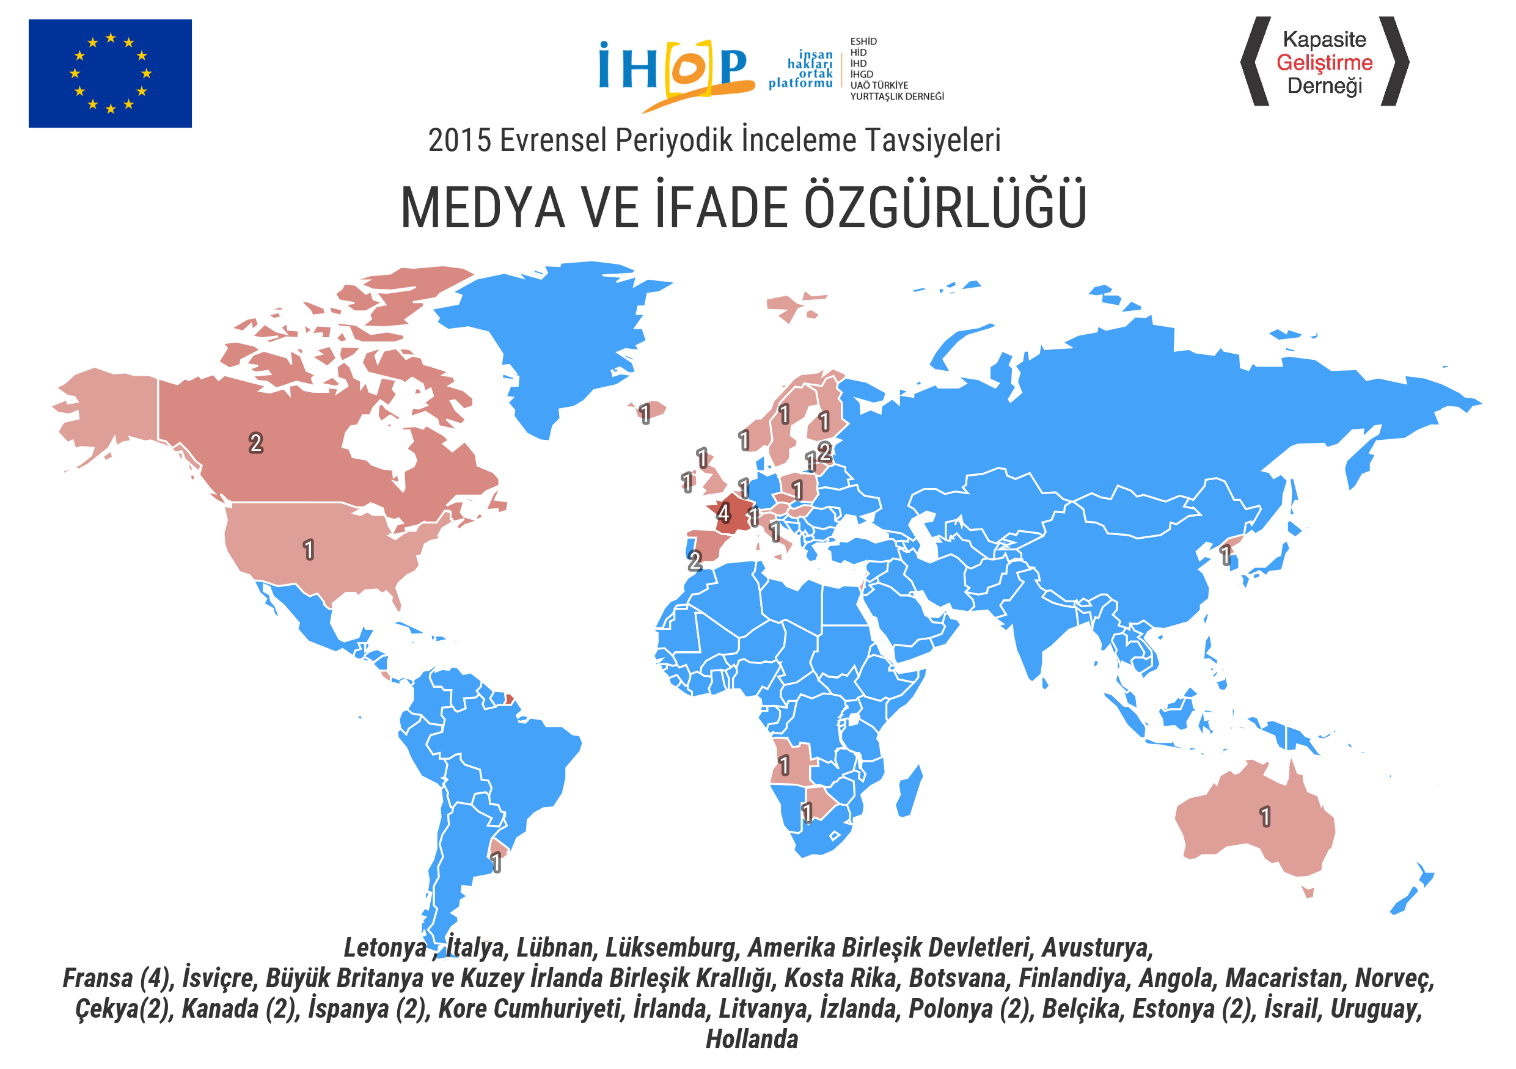 İHOP
insan
hakları
ortak
platformu
ESHİD
HİD
İHD
İHGD
UAÖ TÜRKİYE
YURTTAŞLIK DERNEĞİ
Kapasite
Geliştirme
Derneği
2015 Evrensel Periyodik İnceleme Tavsiyeleri
MEDYA VE İFADE ÖZGÜRLÜĞÜ
1
1
1
2
1
1
1
2
1
1
1
1
4
1
1
1
1
2
1
1
1
1
Letonya , İtalya, Lübnan, Lüksemburg, Amerika Birleşik Devletleri, Avusturya,
Fransa (4), İsviçre, Büyük Britanya ve Kuzey İrlanda Birleşik Krallığı, Kosta Rika, Botsvana, Finlandiya, Angola, Macaristan, Norveç,
Çekya(2), Kanada (2), İspanya (2), Kore Cumhuriyeti, İrlanda, Litvanya, İzlanda, Polonya (2), Belçika, Estonya (2), İsrail, Uruguay,
Hollanda